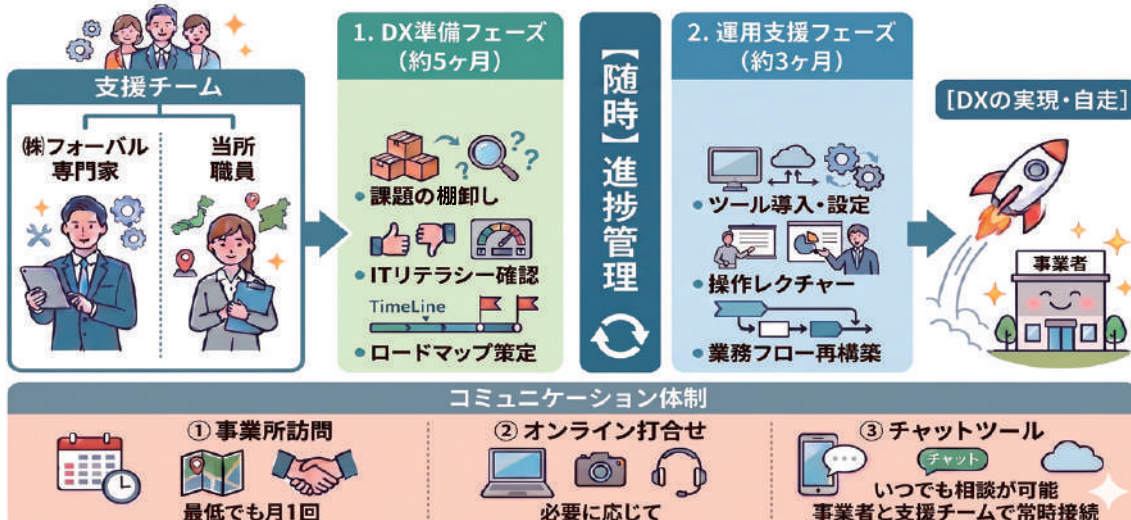 支援チーム
㈱フォーバル
専門家
当所
職員
1. DX準備フェーズ
(約5ヶ月)
•課題の棚卸し
•ITリテラシー確認
TimeLine
•ロードマップ策定
【随時】進捗管理
2. 運用支援フェーズ
(約3ヶ月)
•ツール導入・設定
•操作レクチャー
•業務フロー再構築
[DXの実現・自走]
事業者
コミュニケーション体制
① 事業所訪問
最低でも月1回
② オンライン打合せ
必要に応じて
③ チャットツール
チャット
いつでも相談が可能
事業者と支援チームで常時接続